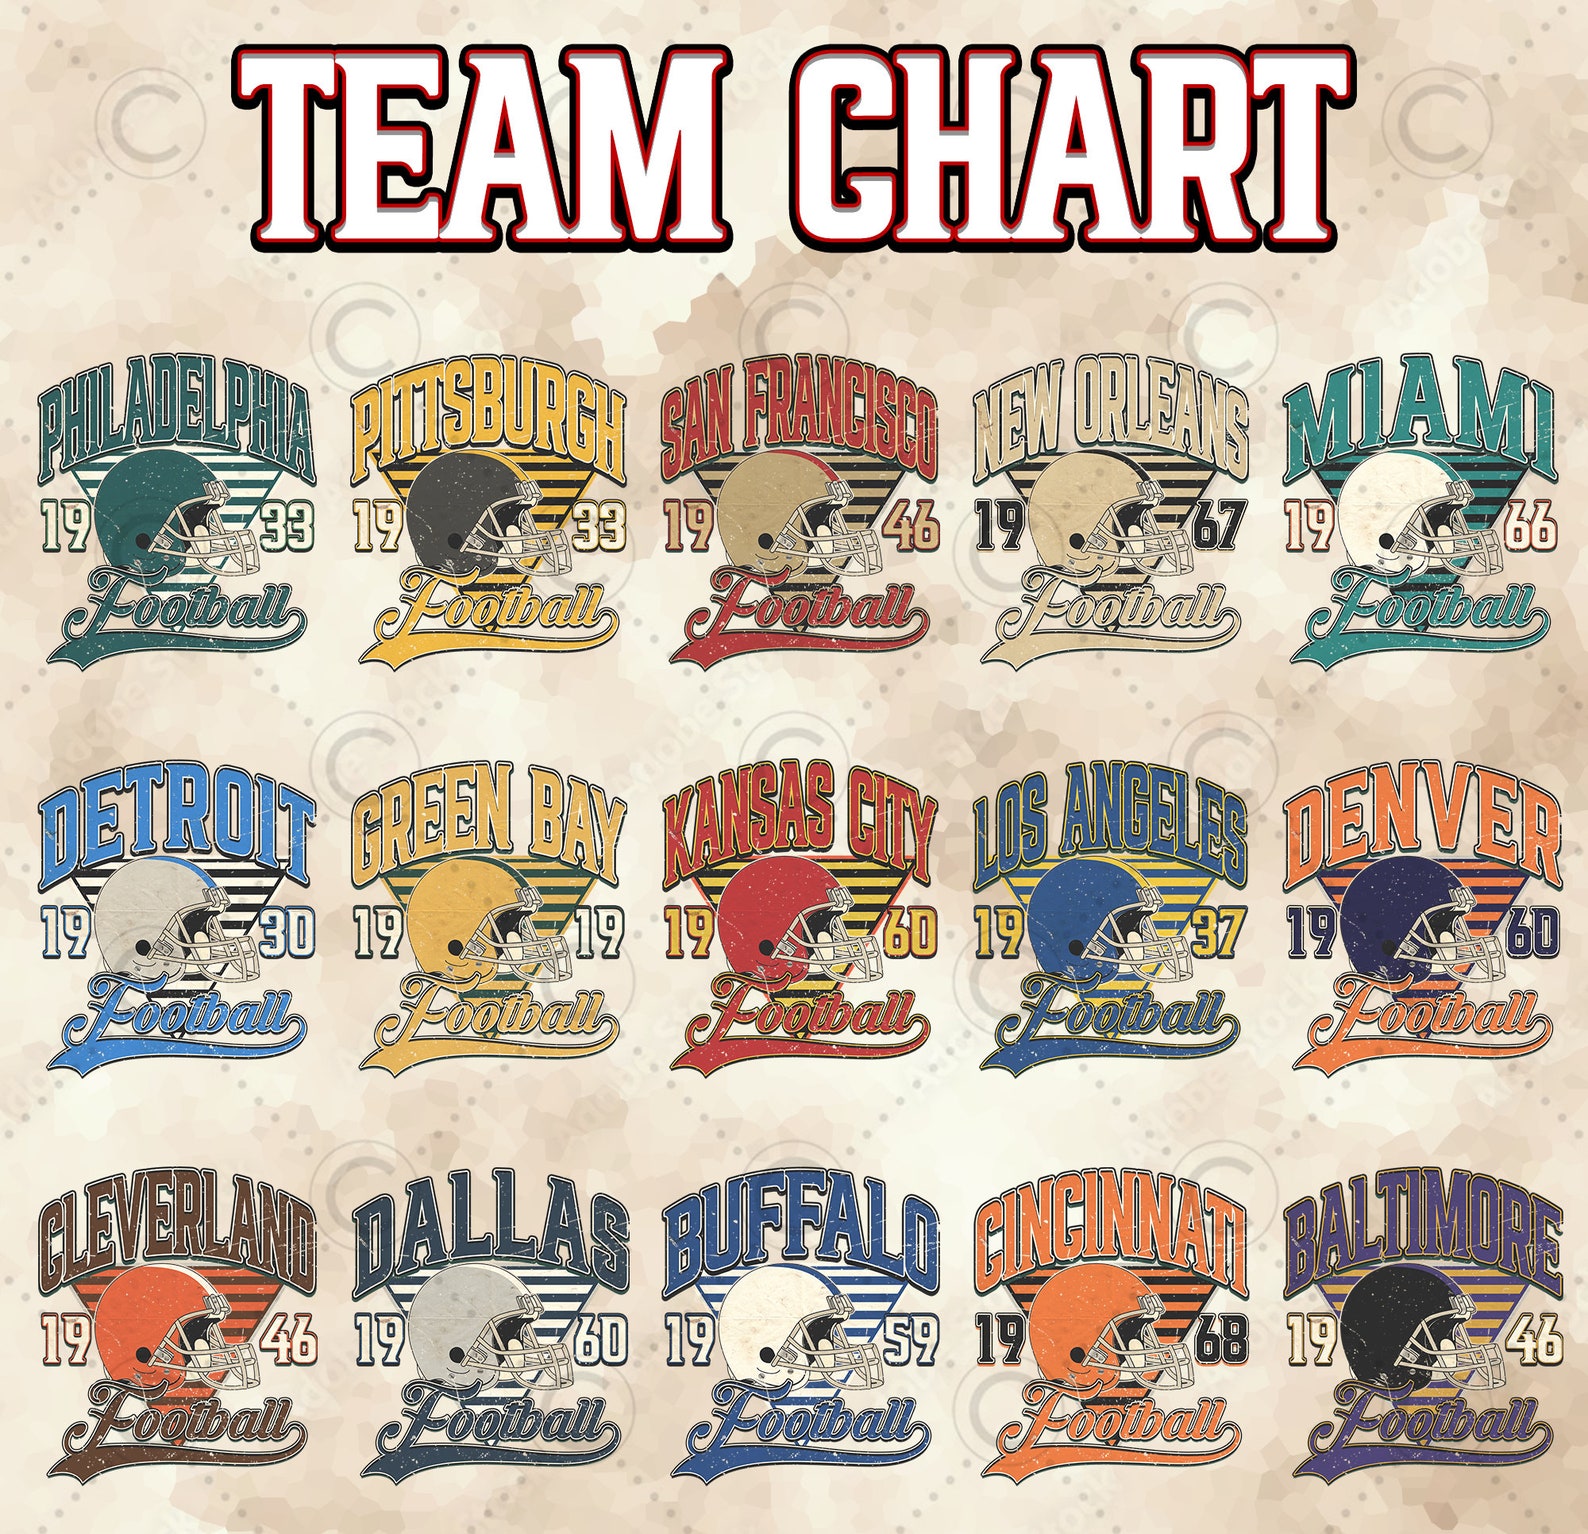 TEAM CHART
PHILADELPHIA
19 33
Football
PITTSBURGH
19 33
Football
SAN FRANCISCO
19 46
Football
NEW ORLEANS
19 67
Football
MIAMI
19 66
Football
DETROIT
19 30
Football
GREEN BAY
19 19
Football
KANSAS CITY
19 60
Football
LOS ANGELES
19 37
Football
DENVER
19 60
Football
CLEVERLAND
19 46
Football
DALLAS
19 60
Football
BUFFALO
19 59
Football
CINCINNATI
19 68
Football
BALTIMORE
19 46
Football